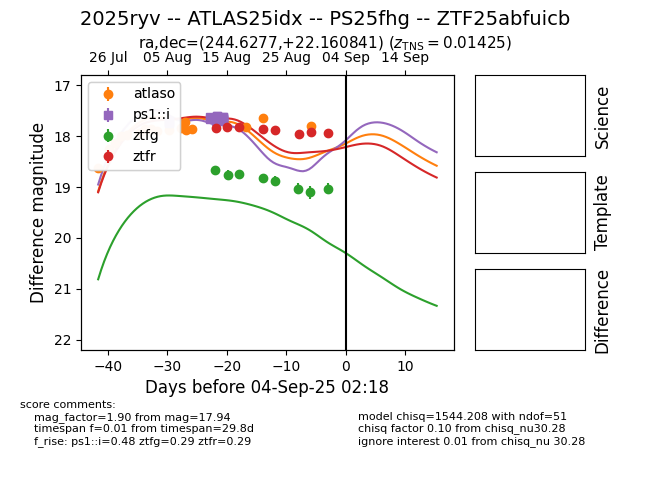 2025ryv -- ATLAS25idx -- PS25fhg -- ZTF25abfuicb
ra,dec=(244.6277,+22.160841) (z_TNS = 0.01425)
26 Jul 05 Aug 15 Aug 25 Aug 04 Sep 14 Sep
17
18
19
20
21
22
Difference magnitude
atlaso
ps1::i
ztfg
ztfr
−40 −30 −20 −10 0 10
Days before 04-Sep-25 02:18
Science
Template
Difference
score comments:
mag_factor=1.90 from mag=17.94
timespan f=0.01 from timespan=29.8d
f_rise: ps1::i=0.48 ztfg=0.29 ztfr=0.29
model chisq=1544.208 with ndof=51
chisq factor 0.10 from chisq_nu30.28
ignore interest 0.01 from chisq_nu 30.28